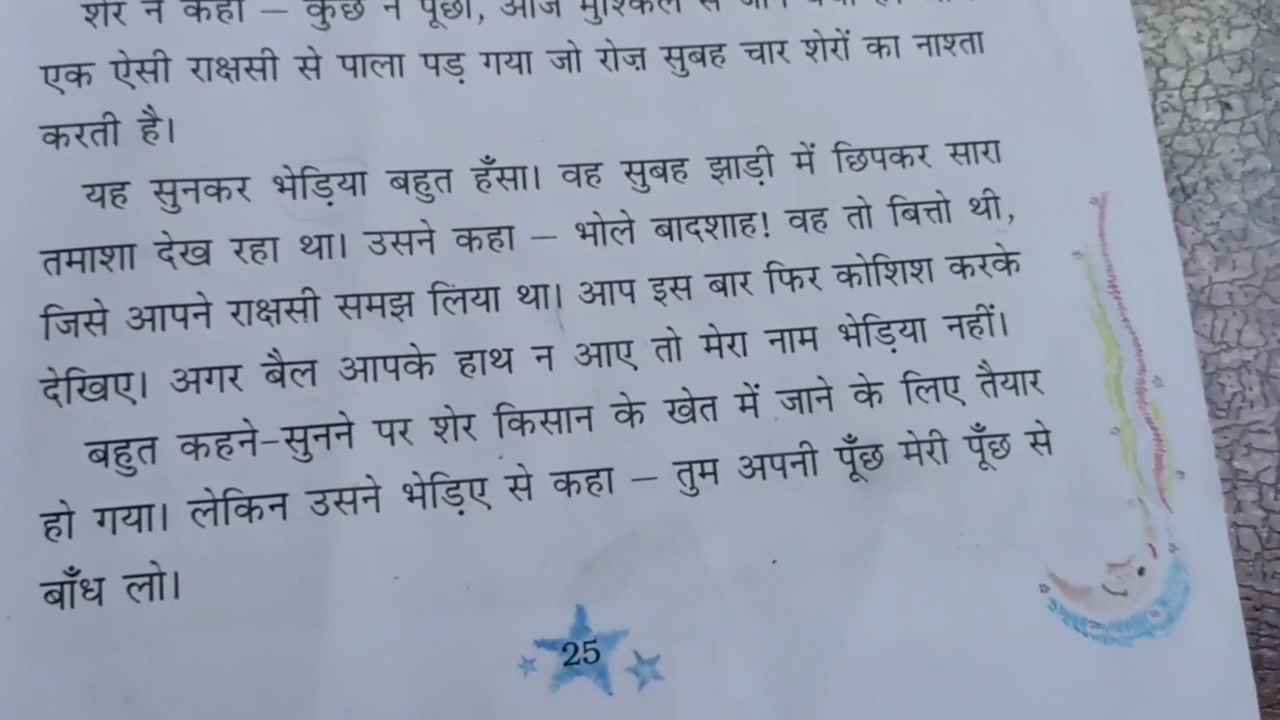 शेर ने कहा – कुछ न पूछो, आज मुश्किल से जान
एक ऐसी राक्षसी से पाला पड़ गया जो रोज़ सुबह चार शेरों का नाश्ता
करती है।
यह सुनकर भेड़िया बहुत हँसा। वह सुबह झाड़ी में छिपकर सारा
तमाशा देख रहा था। उसने कहा – भोले बादशाह! वह तो बित्तो थी,
जिसे आपने राक्षसी समझ लिया था। आप इस बार फिर कोशिश करके
देखिए। अगर बैल आपके हाथ न आए तो मेरा नाम भेड़िया नहीं।
बहुत कहने-सुनने पर शेर किसान के खेत में जाने के लिए तैयार
हो गया। लेकिन उसने भेड़िए से कहा – तुम अपनी पूँछ मेरी पूँछ से
बाँध लो।
25